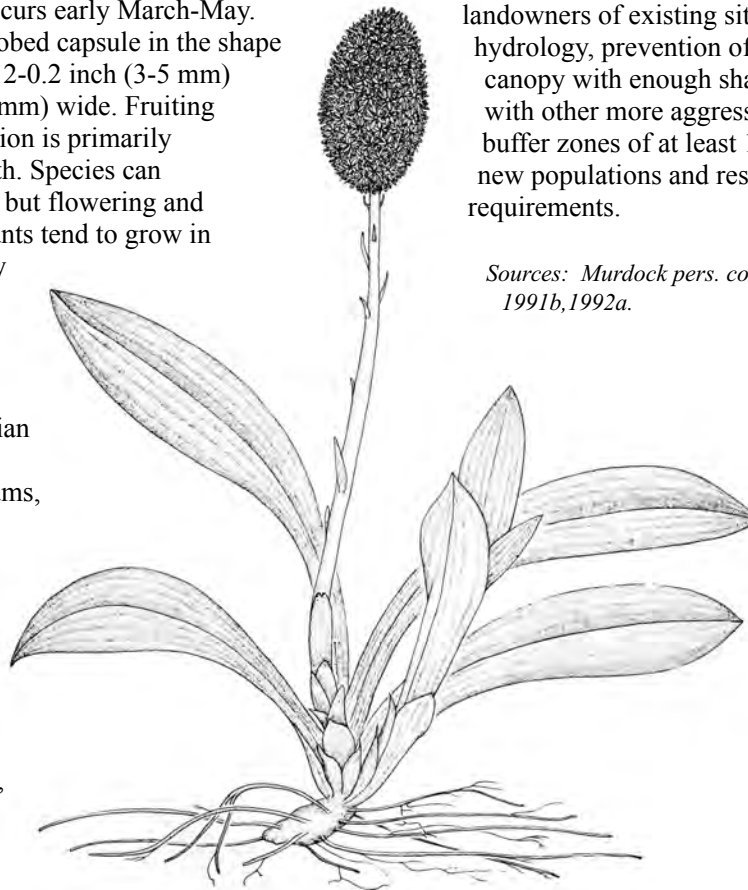 curs early March-May.
obed capsule in the shape
2-0.2 inch (3-5 mm)
mm) wide. Fruiting
ion is primarily
th. Species can
but flowering and
ants tend to grow in
ian
ams,
landowners of existing sit
hydrology, prevention of
canopy with enough sha
with other more aggress
buffer zones of at least
new populations and res
requirements.
Sources: Murdock pers. co
1991b,1992a.